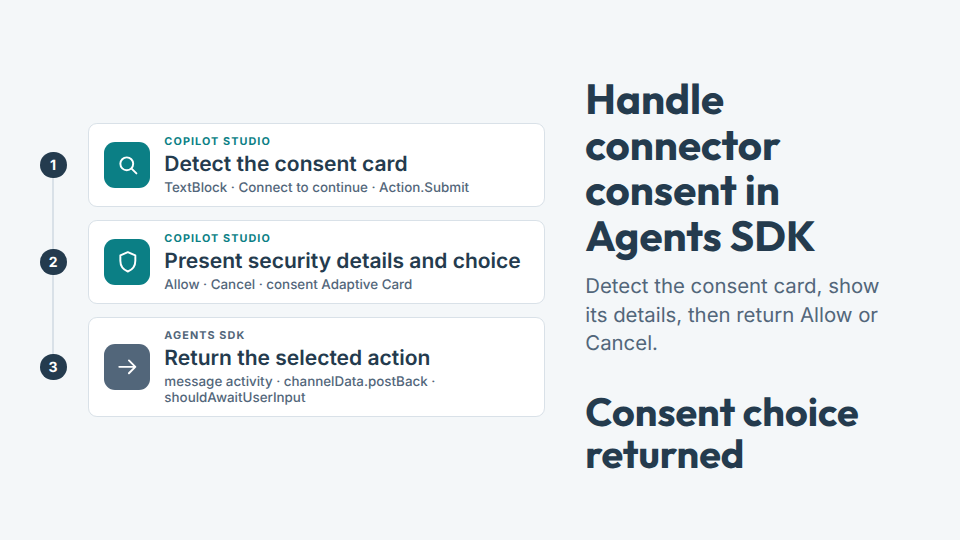 1
COPILOT STUDIO
Detect the consent card
TextBlock · Connect to continue · Action.Submit
2
COPILOT STUDIO
Present security details and choice
Allow · Cancel · consent Adaptive Card
3
AGENTS SDK
Return the selected action
message activity · channelData.postBack ·
shouldAwaitUserInput
Handle
connector
consent in
Agents SDK
Detect the consent card, show
its details, then return Allow or
Cancel.
Consent choice
returned